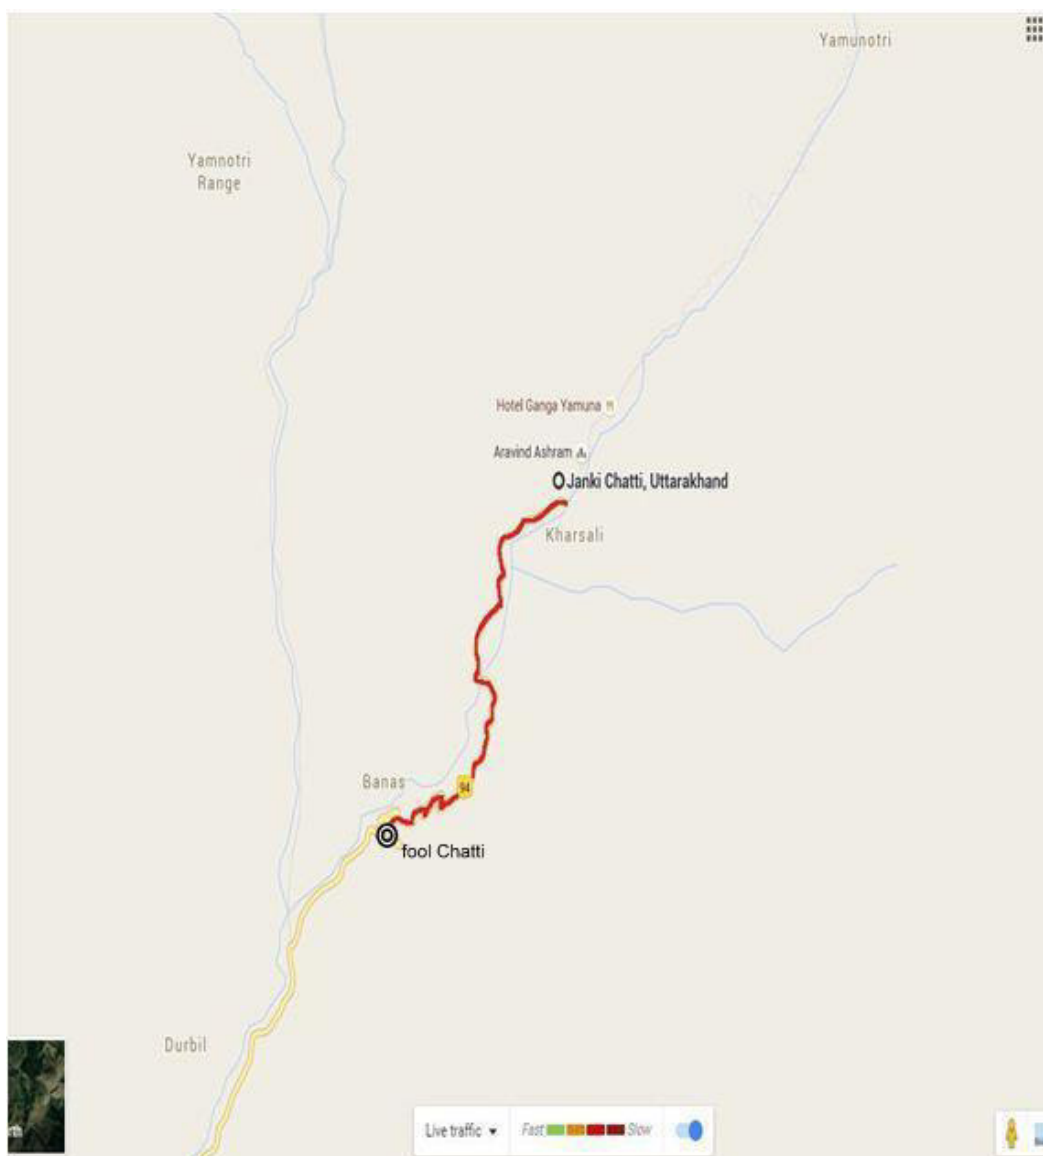 Yamunotri
Yamnotri
Range
Hotel Ganga Yamuna
Aravind Ashram
Janki Chatti, Uttarakhand
Kharsali
Banas
94
fool Chatti
Durbil
Live traffic
Fast
Slow